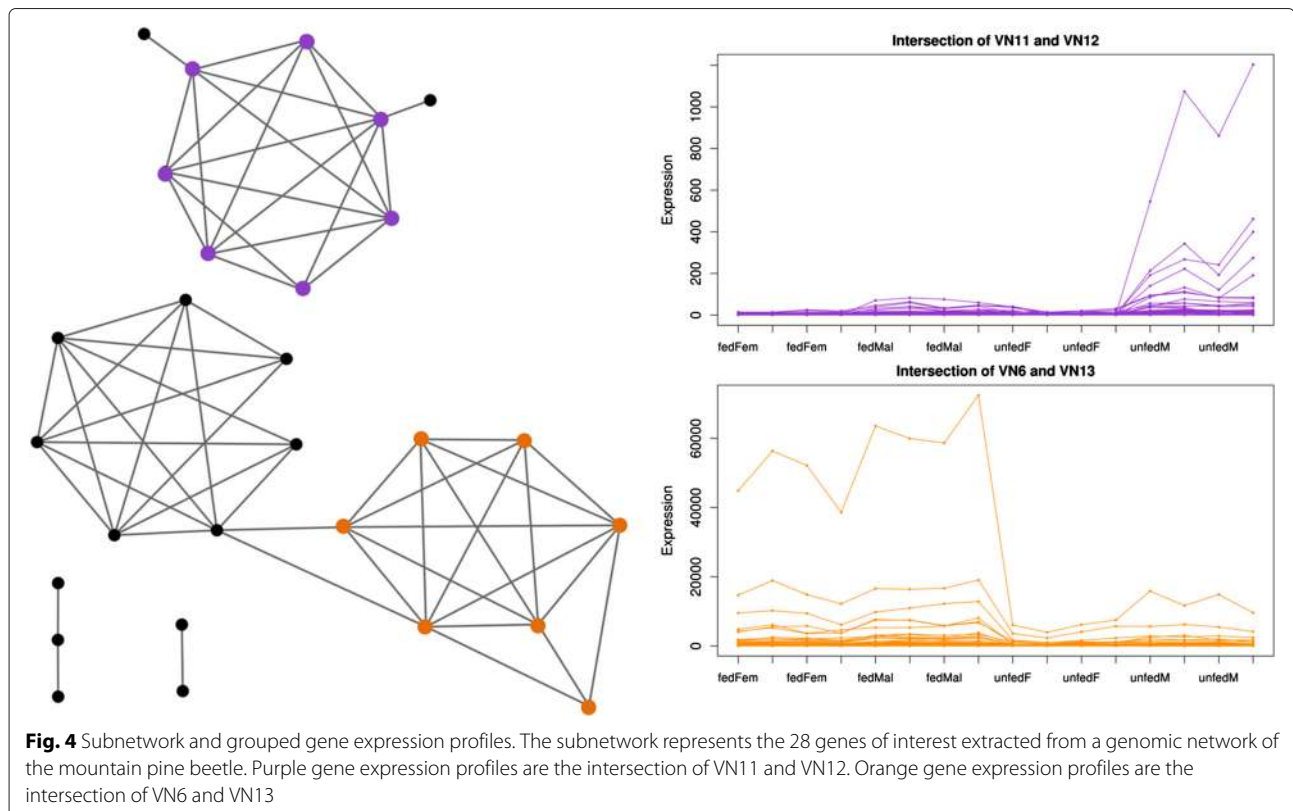 Intersection of VN11 and VN12
Expression
1000
800
600
400
200
0
fedFem fedFem fedMal fedMal unfedF unfedF unfedM unfedM
Intersection of VN6 and VN13
Expression
60000
40000
20000
0
fedFem fedFem fedMal fedMal unfedF unfedF unfedM unfedM
Fig. 4 Subnetwork and grouped gene expression profiles. The subnetwork represents the 28 genes of interest extracted from a genomic network of
the mountain pine beetle. Purple gene expression profiles are the intersection of VN11 and VN12. Orange gene expression profiles are the
intersection of VN6 and VN13